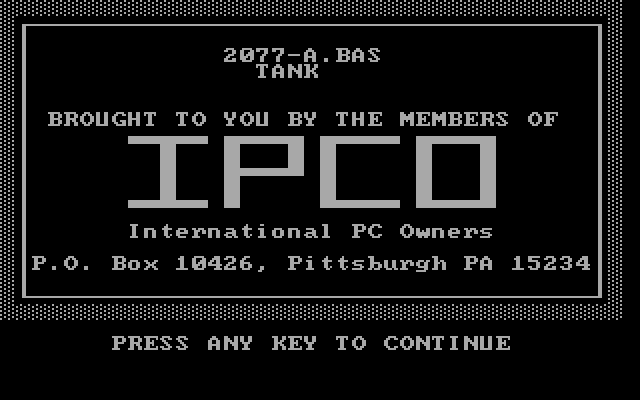 2077-A.BAS
TANK
BROUGHT TO YOU BY THE MEMBERS OF
IPCO
International PC Owners
P.O. Box 10426, Pittsburgh PA 15234
PRESS ANY KEY TO CONTINUE